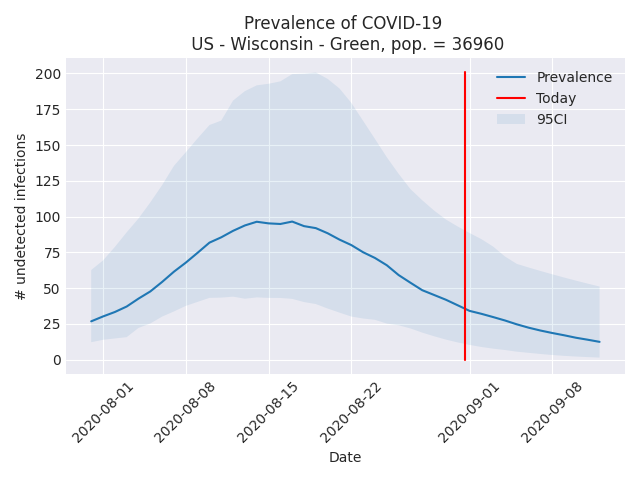 Prevalence of COVID-19
US - Wisconsin - Green, pop. = 36960
200
175
150
125
100
75
50
25
0
# undetected infections
Prevalence
Today
95CI
2020-08-01
2020-08-08
2020-08-15
2020-08-22
2020-09-01
2020-09-08
Date